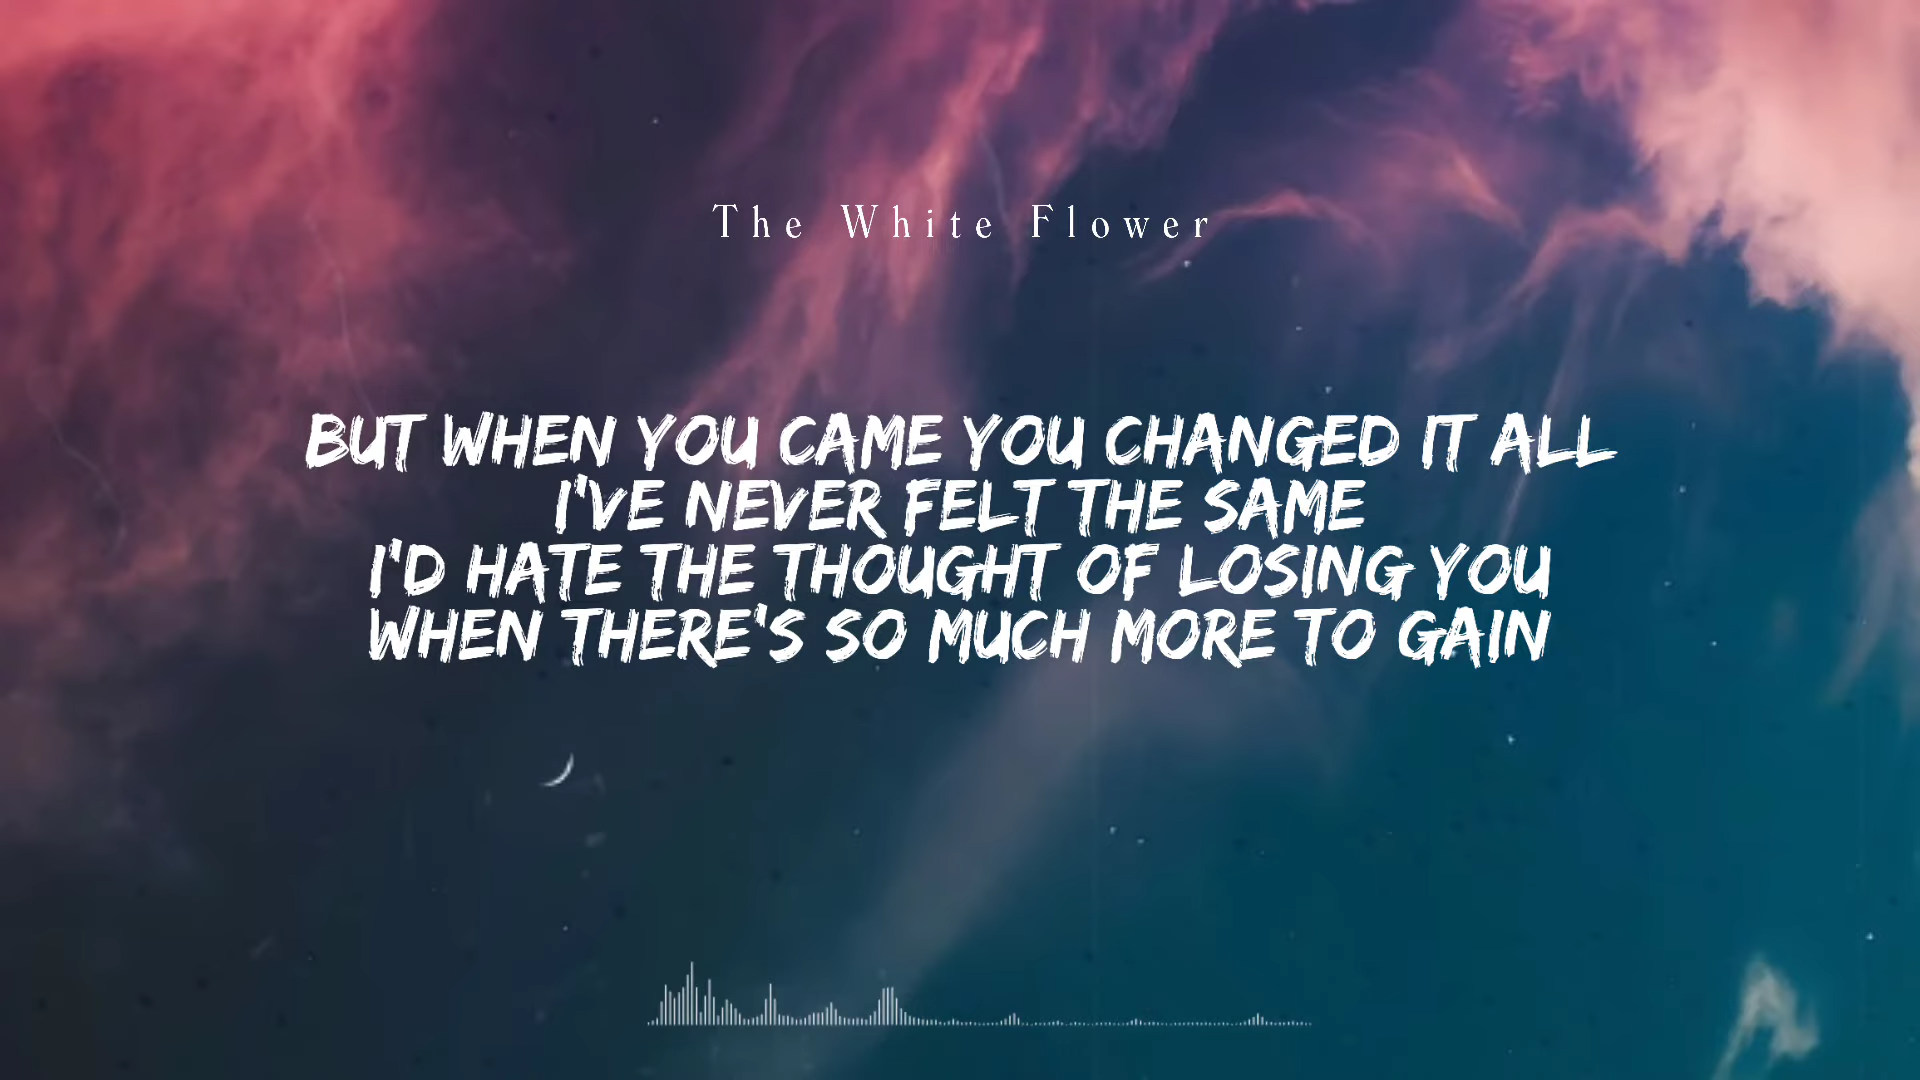 The White Flower
BUT WHEN YOU CAME YOU CHANGED IT ALL
I'VE NEVER FELT THE SAME
I'D HATE THE THOUGHT OF LOSING YOU
WHEN THERE'S SO MUCH MORE TO GAIN